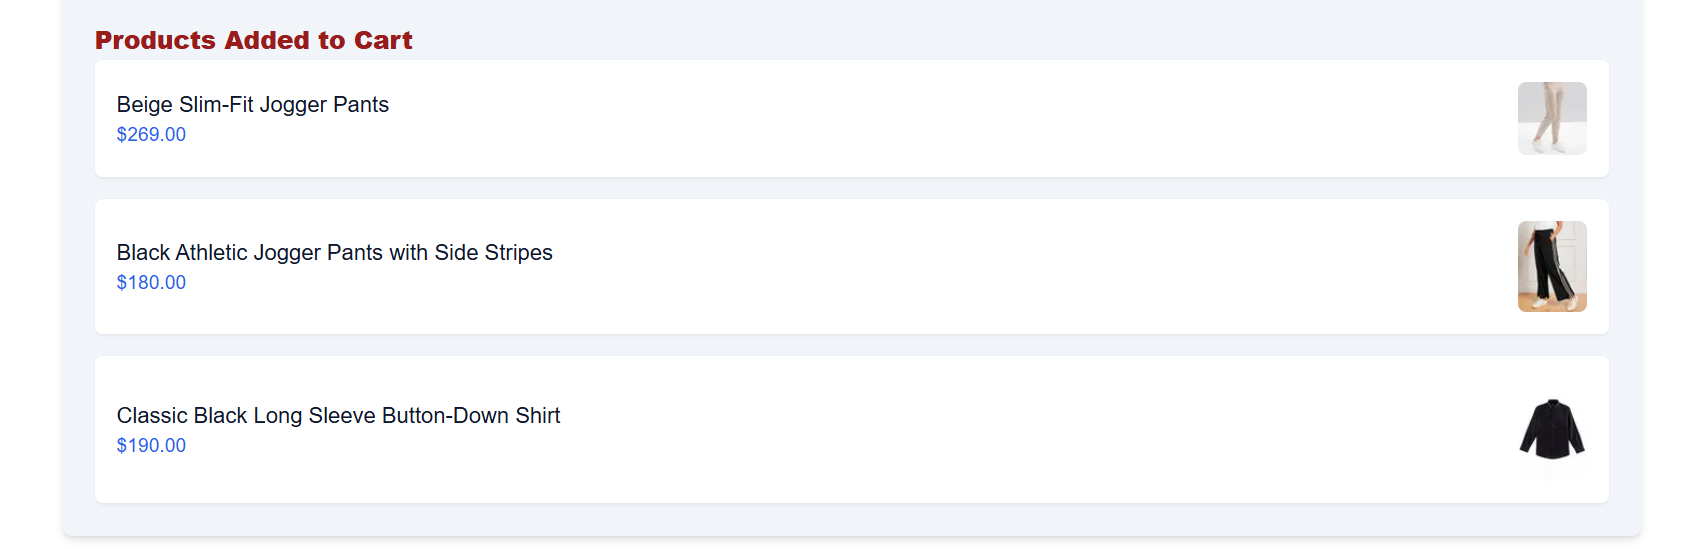 Products Added to Cart
Beige Slim-Fit Jogger Pants
$269.00
Black Athletic Jogger Pants with Side Stripes
$180.00
Classic Black Long Sleeve Button-Down Shirt
$190.00